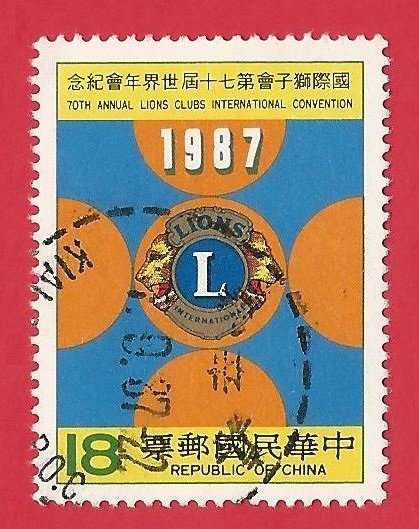 國際獅子會第七十屆世界年會紀念
70TH ANNUAL LIONS CLUBS INTERNATIONAL CONVENTION
1987
LIONS
L
INTERNATIONAL
18
中華民國郵票
REPUBLIC OF CHINA